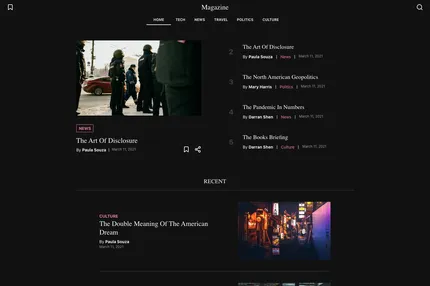 Magazine
HOME TECH NEWS TRAVEL POLITICS CULTURE
NEWS
The Art Of Disclosure
By Paula Souza | March 11, 2021
2 The Art Of Disclosure
By Paula Souza | News | March 11, 2021
3 The North American Geopolitics
By Mary Harris | Politics | March 11, 2021
4 The Pandemic In Numbers
By Darran Shen | News | March 11, 2021
5 The Books Briefing
By Darran Shen | Culture | March 11, 2021
RECENT
CULTURE
The Double Meaning Of The American
Dream
By Paula Souza
March 11, 2021